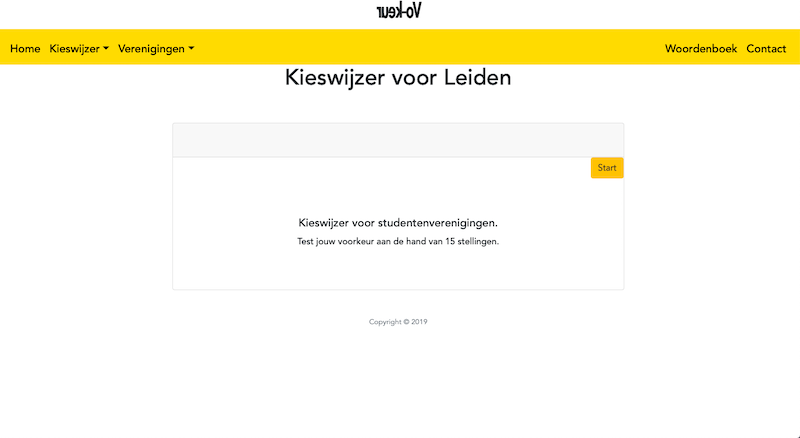 Vo-keur
Home Kieswijzer Verenigingen Woordenboek Contact
Kieswijzer voor Leiden
Start
Kieswijzer voor studentenverenigingen.
Test jouw voorkeur aan de hand van 15 stellingen.
Copyright © 2019